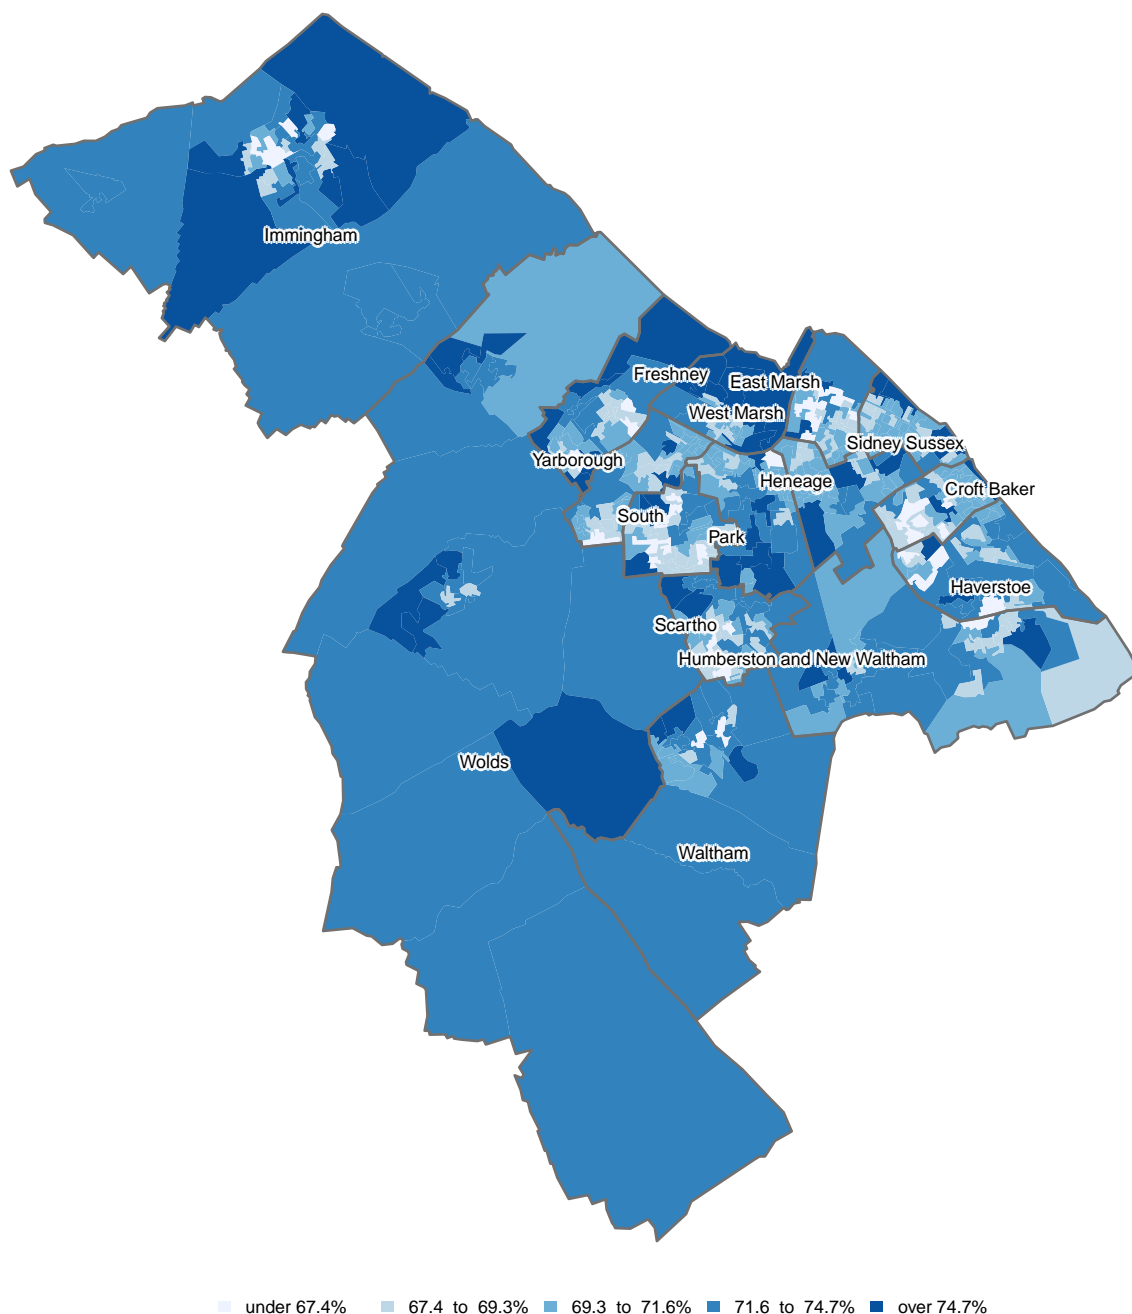 Immingham
Freshney
East Marsh
West Marsh
Sidney Sussex
Yarborough
Heneage
Croft Baker
South
Park
Haverstoe
Scartho
Humberston and New Waltham
Wolds
Waltham
under 67.4% 67.4 to 69.3% 69.3 to 71.6% 71.6 to 74.7% over 74.7%